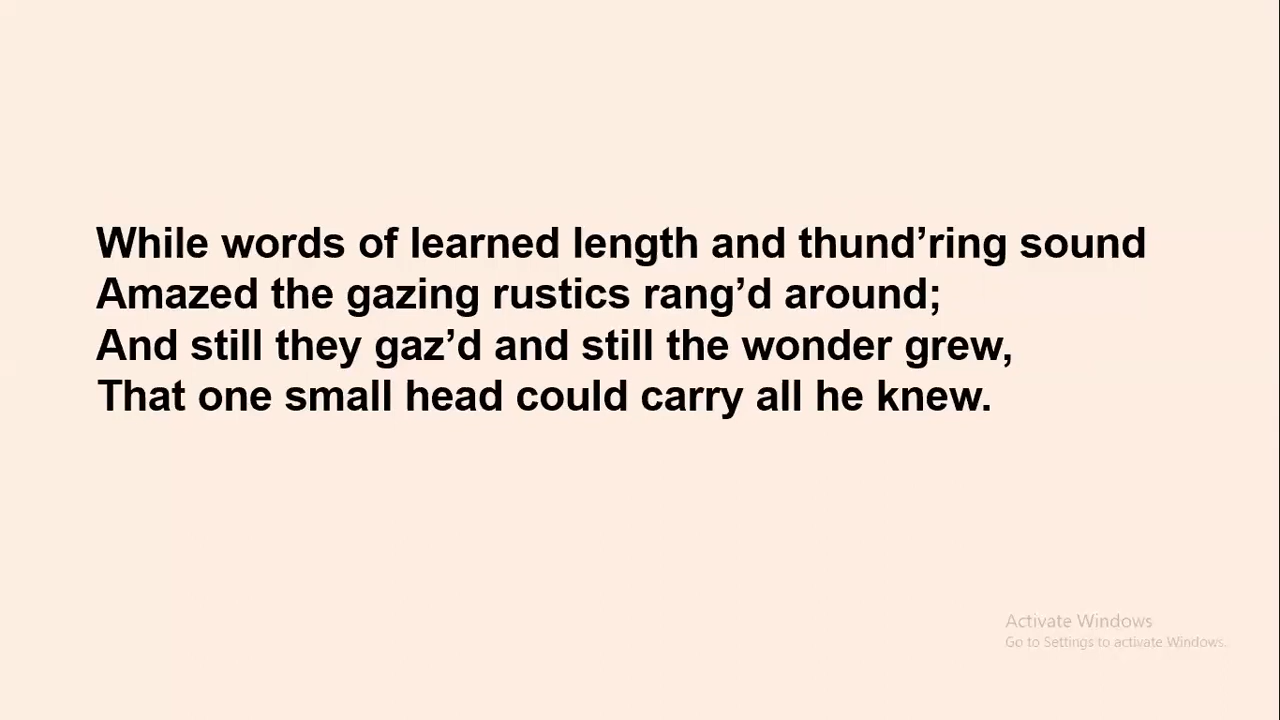 While words of learned length and thund’ring sound
Amazed the gazing rustics rang’d around;
And still they gaz’d and still the wonder grew,
That one small head could carry all he knew.
Activate Windows
Go to Settings to activate Windows.